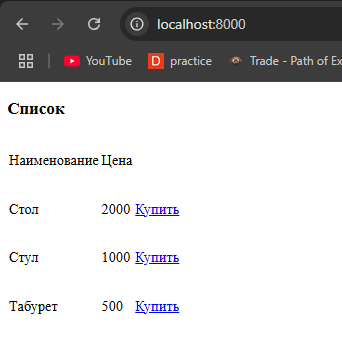 localhost:8000
YouTube
practice
Trade - Path of Ex
Список
Наименование Цена
Стол 2000 Купить
Стул 1000 Купить
Табурет 500 Купить